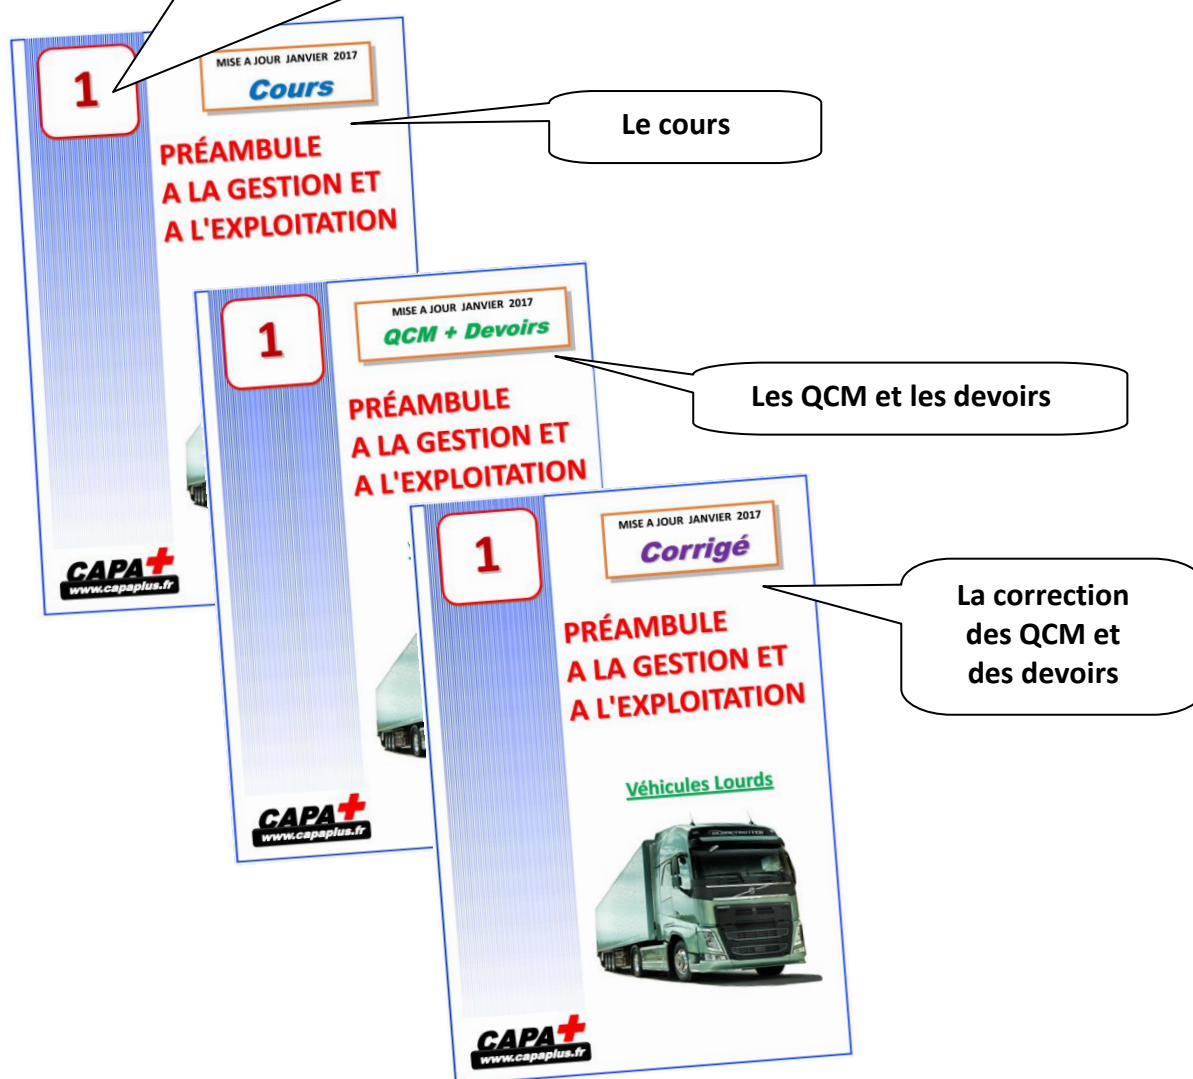 1
MISE A JOUR JANVIER 2017
Cours
PRÉAMBULE
A LA GESTION ET
A L'EXPLOITATION
CAPA+
www.capaplus.fr
Le cours
1
MISE A JOUR JANVIER 2017
QCM + Devoirs
PRÉAMBULE
A LA GESTION ET
A L'EXPLOITATION
CAPA+
www.capaplus.fr
Les QCM et les devoirs
1
MISE A JOUR JANVIER 2017
Corrigé
PRÉAMBULE
A LA GESTION ET
A L'EXPLOITATION
Véhicules Lourds
CAPA+
www.capaplus.fr
La correction
des QCM et
des devoirs